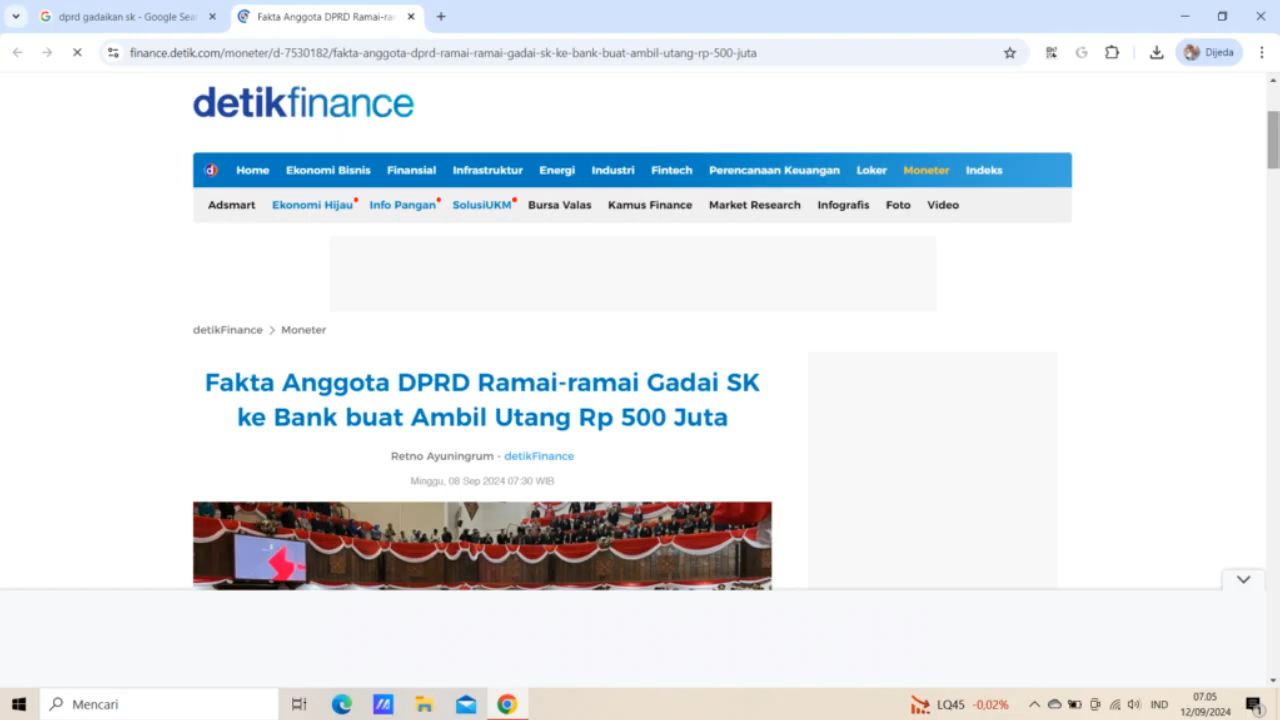 dprd gadaikan sk - Google Sear
Fakta Anggota DPRD Ramai-ra
finance.detik.com/moneter/d-7530182/fakta-anggota-dprd-ramai-ramai-gadai-sk-ke-bank-buat-ambil-utang-rp-500-juta
Dijeda
detikfinance
Home Ekonomi Bisnis Finansial Infrastruktur Energi Industri Fintech Perencanaan Keuangan Loker Moneter Indeks
Adsmart Ekonomi Hijau Info Pangan SolusiUKM Bursa Valas Kamus Finance Market Research Infografis Foto Video
detikFinance > Moneter
Fakta Anggota DPRD Ramai-ramai Gadai SK
ke Bank buat Ambil Utang Rp 500 Juta
Retno Ayuningrum - detikFinance
Minggu, 08 Sep 2024 07:30 WIB
Mencari
LQ45 -0,02%
IND
07.05
12/09/2024
1